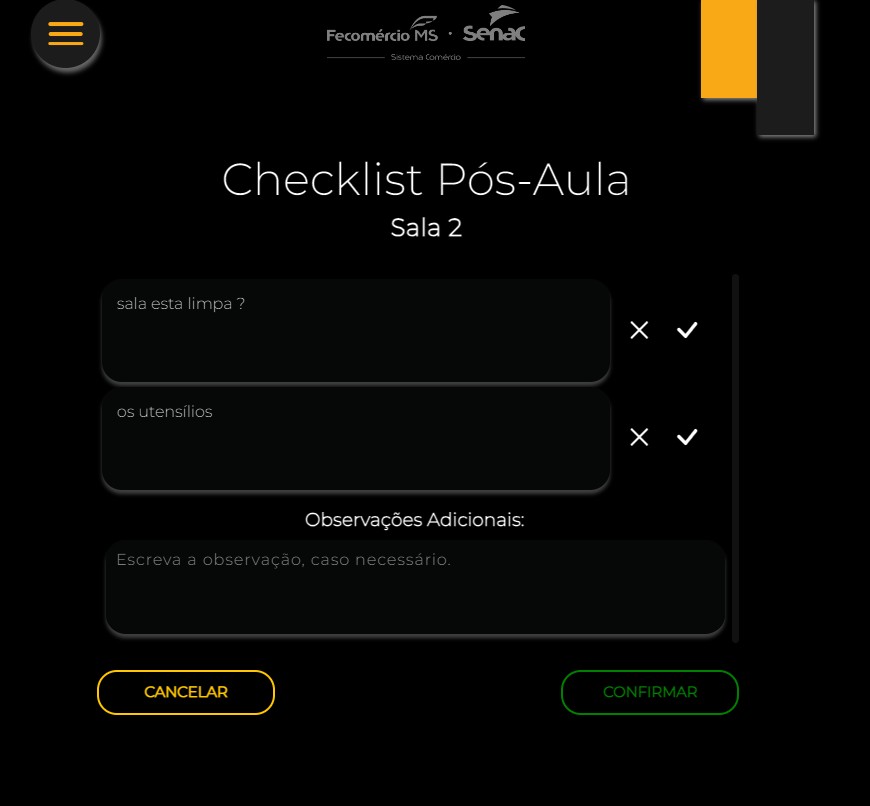 Fecomércio MS · Senac
Sistema Comércio
Checklist Pós-Aula
Sala 2
sala esta limpa ?
os utensílios
Observações Adicionais:
Escreva a observação, caso necessário.
CANCELAR
CONFIRMAR